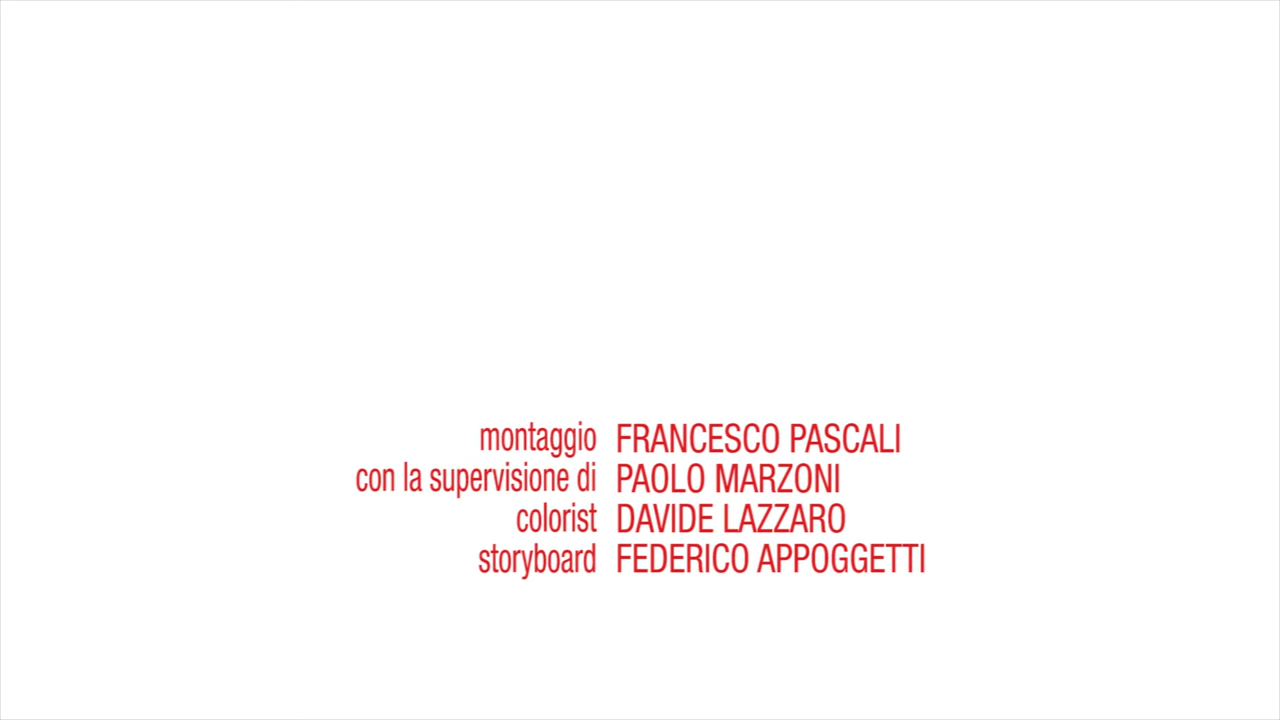 montaggio FRANCESCO PASCALI
con la supervisione di PAOLO MARZONI
colorist DAVIDE LAZZARO
storyboard FEDERICO APPOGGETTI